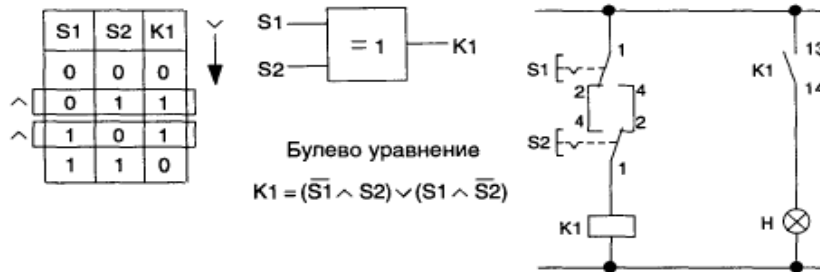 S1 S2 K1
0 0 0
0 1 1
1 0 1
1 1 0
S1
S2
= 1
K1
Булево уравнение
K1 = (S̅1̅ ∧ S2) ∨ (S1 ∧ S̅2̅)
1
S1
2 4
4 2
S2
1
K1
13
K1
14
H